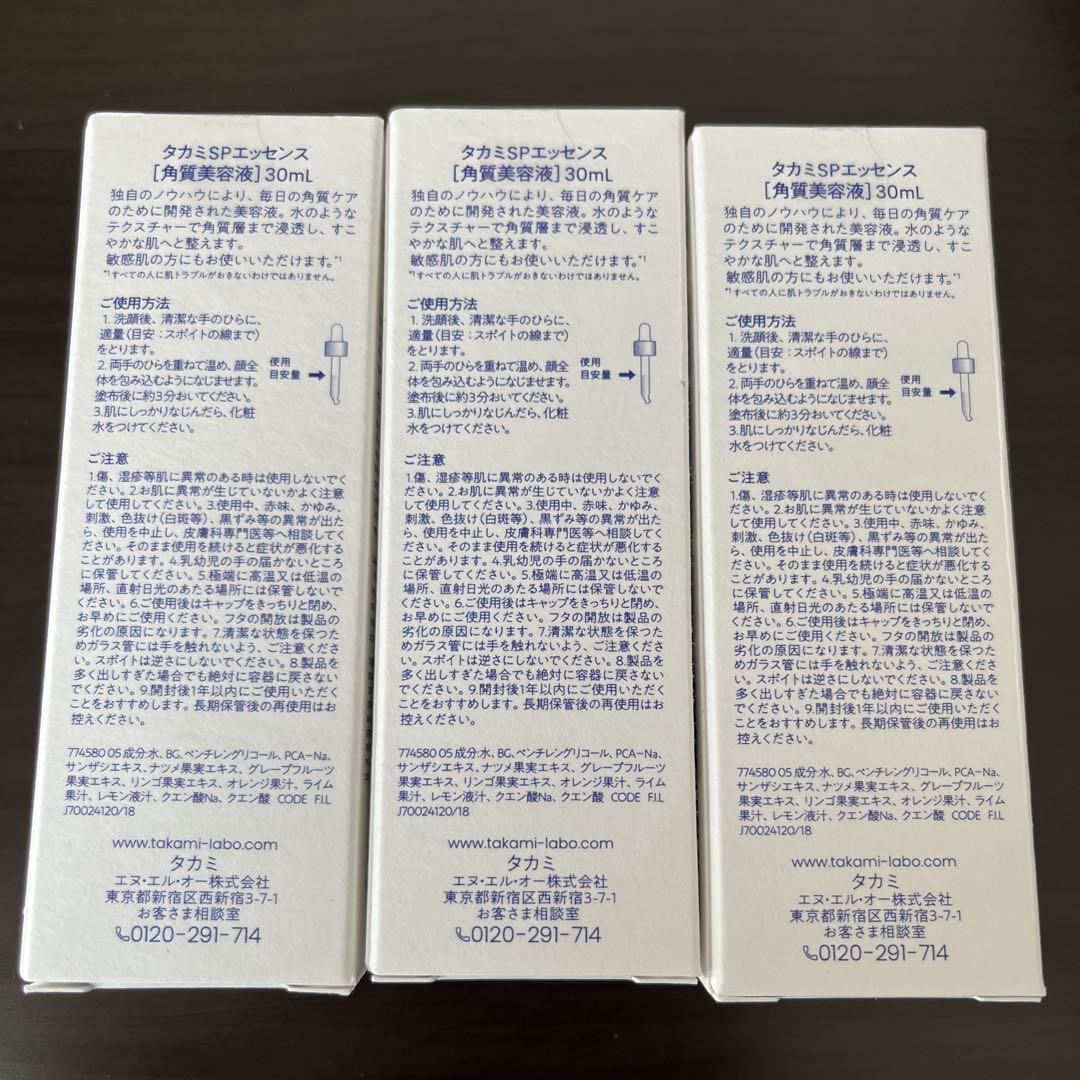 タカミSPエッセンス
[角質美容液]30mL
独自のノウハウにより、毎日の角質ケア
のために開発された美容液。水のような
テクスチャーで角質層まで浸透し、すこ
やかな肌へと整えます。
敏感肌の方にもお使いいただけます。*1
*1すべての人に肌トラブルがおきないわけではありません。
ご使用方法
1. 洗顔後、清潔な手のひらに、
適量(目安:スポイトの線まで)
をとります。
2. 両手のひらを重ねて温め、顔全
体を包み込むようになじませます。
塗布後に約3分おいてください。
3.肌にしっかりなじんだら、化粧
水をつけてください。
使用
目安量
ご注意
1.傷、湿疹等肌に異常のある時は使用しないでく
ださい。2.お肌に異常が生じていないかよく注意
して使用してください。3.使用中、赤味、かゆみ、
刺激、色抜け(白斑等)、黒ずみ等の異常が出た
ら、使用を中止し、皮膚科専門医等へ相談してく
ださい。そのまま使用を続けると症状が悪化する
ことがあります。4.乳幼児の手の届かないところ
に保管してください。5.極端に高温又は低温の
場所、直射日光のあたる場所には保管しないで
ください。6.ご使用後はキャップをきっちりと閉め、
お早めにご使用ください。フタの開放は製品の
劣化の原因になります。7.清潔な状態を保つた
めガラス管には手を触れないよう、ご注意くださ
い。スポイトは逆さにしないでください。8.製品を
多く出しすぎた場合でも絶対に容器に戻さない
でください。9.開封後1年以内にご使用いただく
ことをおすすめします。長期保管後の再使用はお
控えください。
774580 05 成分:水、BG、ペンチレングリコール、PCA-Na、
サンザシエキス、ナツメ果実エキス、グレープフルーツ
果実エキス、リンゴ果実エキス、オレンジ果汁、ライム
果汁、レモン液汁、クエン酸Na、クエン酸 CODE F.I.L
J70024120/18
www.takami-labo.com
タカミ
エヌ・エル・オー株式会社
東京都新宿区西新宿3-7-1
お客さま相談室
0120-291-714
タカミSPエッセンス
[角質美容液]30mL
独自のノウハウにより、毎日の角質ケア
のために開発された美容液。水のような
テクスチャーで角質層まで浸透し、すこ
やかな肌へと整えます。
敏感肌の方にもお使いいただけます。*1
*1すべての人に肌トラブルがおきないわけではありません。
ご使用方法
1. 洗顔後、清潔な手のひらに、
適量(目安:スポイトの線まで)
をとります。
2. 両手のひらを重ねて温め、顔全
体を包み込むようになじませます。
塗布後に約3分おいてください。
3.肌にしっかりなじんだら、化粧
水をつけてください。
使用
目安量
ご注意
1.傷、湿疹等肌に異常のある時は使用しないでく
ださい。2.お肌に異常が生じていないかよく注意
して使用してください。3.使用中、赤味、かゆみ、
刺激、色抜け(白斑等)、黒ずみ等の異常が出た
ら、使用を中止し、皮膚科専門医等へ相談してく
ださい。そのまま使用を続けると症状が悪化する
ことがあります。4.乳幼児の手の届かないところ
に保管してください。5.極端に高温又は低温の
場所、直射日光のあたる場所には保管しないで
ください。6.ご使用後はキャップをきっちりと閉め、
お早めにご使用ください。フタの開放は製品の
劣化の原因になります。7.清潔な状態を保つた
めガラス管には手を触れないよう、ご注意くださ
い。スポイトは逆さにしないでください。8.製品を
多く出しすぎた場合でも絶対に容器に戻さない
でください。9.開封後1年以内にご使用いただく
ことをおすすめします。長期保管後の再使用はお
控えください。
774580 05 成分:水、BG、ペンチレングリコール、PCA-Na、
サンザシエキス、ナツメ果実エキス、グレープフルーツ
果実エキス、リンゴ果実エキス、オレンジ果汁、ライム
果汁、レモン液汁、クエン酸Na、クエン酸 CODE F.I.L
J70024120/18
www.takami-labo.com
タカミ
エヌ・エル・オー株式会社
東京都新宿区西新宿3-7-1
お客さま相談室
0120-291-714
タカミSPエッセンス
[角質美容液]30mL
独自のノウハウにより、毎日の角質ケア
のために開発された美容液。水のような
テクスチャーで角質層まで浸透し、すこ
やかな肌へと整えます。
敏感肌の方にもお使いいただけます。*1
*1すべての人に肌トラブルがおきないわけではありません。
ご使用方法
1. 洗顔後、清潔な手のひらに、
適量(目安:スポイトの線まで)
をとります。
2. 両手のひらを重ねて温め、顔全
体を包み込むようになじませます。
塗布後に約3分おいてください。
3.肌にしっかりなじんだら、化粧
水をつけてください。
使用
目安量
ご注意
1.傷、湿疹等肌に異常のある時は使用しないでく
ださい。2.お肌に異常が生じていないかよく注意
して使用してください。3.使用中、赤味、かゆみ、
刺激、色抜け(白斑等)、黒ずみ等の異常が出た
ら、使用を中止し、皮膚科専門医等へ相談してく
ださい。そのまま使用を続けると症状が悪化する
ことがあります。4.乳幼児の手の届かないところ
に保管してください。5.極端に高温又は低温の
場所、直射日光のあたる場所には保管しないで
ください。6.ご使用後はキャップをきっちりと閉め、
お早めにご使用ください。フタの開放は製品の
劣化の原因になります。7.清潔な状態を保つた
めガラス管には手を触れないよう、ご注意くださ
い。スポイトは逆さにしないでください。8.製品を
多く出しすぎた場合でも絶対に容器に戻さない
でください。9.開封後1年以内にご使用いただく
ことをおすすめします。長期保管後の再使用はお
控えください。
774580 05 成分:水、BG、ペンチレングリコール、PCA-Na、
サンザシエキス、ナツメ果実エキス、グレープフルーツ
果実エキス、リンゴ果実エキス、オレンジ果汁、ライム
果汁、レモン液汁、クエン酸Na、クエン酸 CODE F.I.L
J70024120/18
www.takami-labo.com
タカミ
エヌ・エル・オー株式会社
東京都新宿区西新宿3-7-1
お客さま相談室
0120-291-714